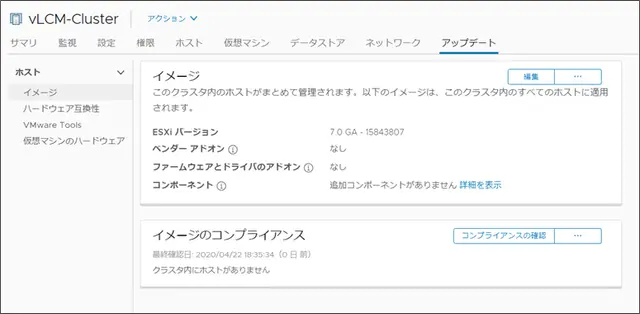 vLCM-Cluster アクション
サマリ 監視 設定 権限 ホスト 仮想マシン データストア ネットワーク アップデート
ホスト
イメージ
ハードウェア互換性
VMware Tools
仮想マシンのハードウェア
イメージ 編集 ...
このクラスタ内のホストがまとめて管理されます。以下のイメージは、このクラスタ内のすべてのホストに適用
されます。
ESXi バージョン 7.0 GA - 15843807
ベンダー アドオン なし
ファームウェアとドライバのアドオン なし
コンポーネント 追加コンポーネントがありません 詳細を表示
イメージのコンプライアンス コンプライアンスの確認 ...
最終確認日: 2020/04/22 18:35:34（0 日 前）
クラスタ内にホストがありません